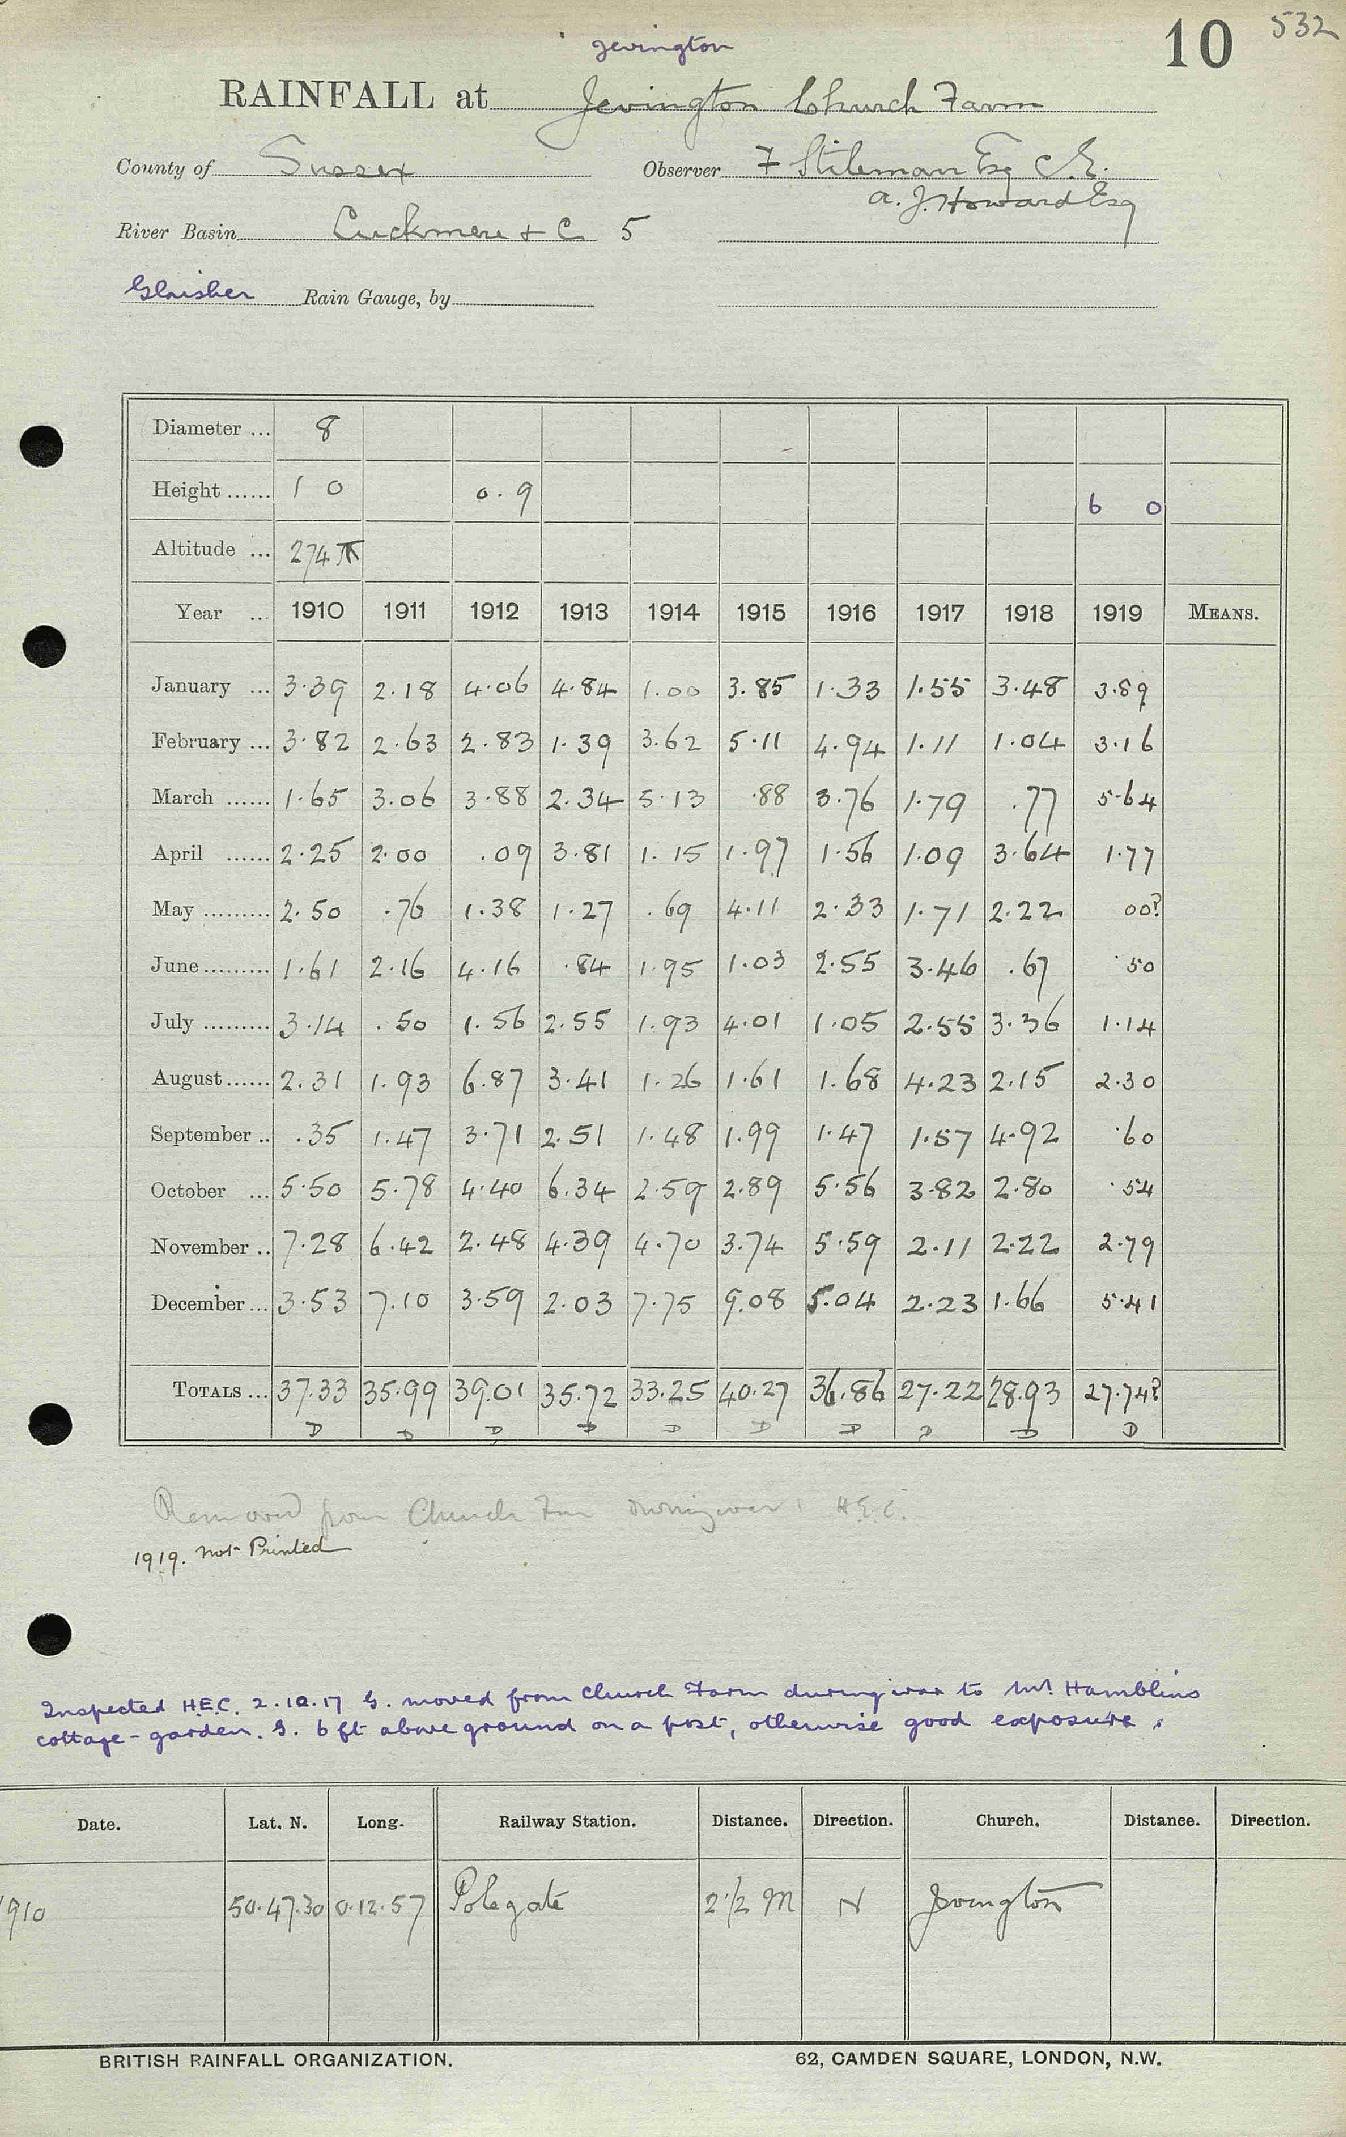 10 532
Jevington
RAINFALL at Jevington Church Farm
County of Sussex Observer F Stileman Esq C.E.
A. J. Howard Esq
River Basin Cuckmere & C 5
Glaisher Rain Gauge, by
Diameter ... 8
Height ...... 1 0 0.9 6 0
Altitude ... 274
Year ... 1910 1911 1912 1913 1914 1915 1916 1917 1918 1919 MEANS.
January ... 3.39 2.18 4.06 4.84 1.00 3.85 1.33 1.55 3.48 3.89
February ... 3.82 2.63 2.83 1.39 3.62 5.11 4.94 1.11 1.04 3.16
March ...... 1.65 3.06 3.88 2.34 5.13 .88 3.76 1.79 .77 5.64
April ...... 2.25 2.00 .09 3.81 1.15 1.97 1.56 1.09 3.64 1.77
May ......... 2.50 .76 1.38 1.27 .69 4.11 2.33 1.71 2.22 00?
June ......... 1.61 2.16 4.16 .84 1.95 1.03 2.55 3.46 .67 .50
July ......... 3.14 .50 1.56 2.55 1.93 4.01 1.05 2.55 3.36 1.14
August ...... 2.31 1.93 6.87 3.41 1.26 1.61 1.68 4.23 2.15 2.30
September .. .35 1.47 3.71 2.51 1.48 1.99 1.47 1.57 4.92 .60
October ... 5.50 5.78 4.40 6.34 2.59 2.89 5.56 3.82 2.80 .54
November .. 7.28 6.42 2.48 4.39 4.70 3.74 5.59 2.11 2.22 2.79
December ... 3.53 7.10 3.59 2.03 7.75 9.08 5.04 2.23 1.66 5.41
TOTALS ... 37.33 35.99 39.01 35.72 33.25 40.27 36.86 27.22 28.93 27.74?
D D D D D D D D D D
Removed from Church Fm during war H.E.C.
1919. not Printed
Inspected H.E.C. 2.10.17 G. moved from Church Farm during war to Mr. Hamblins
cottage-garden. G. 6 ft above ground on a post, otherwise good exposure.
Date. Lat. N. Long. Railway Station. Distance. Direction. Church. Distance. Direction.
1910 50.47.30 0.12.57 Polegate 2 1/2 M N Jevington
BRITISH RAINFALL ORGANIZATION. 62, CAMDEN SQUARE, LONDON, N.W.